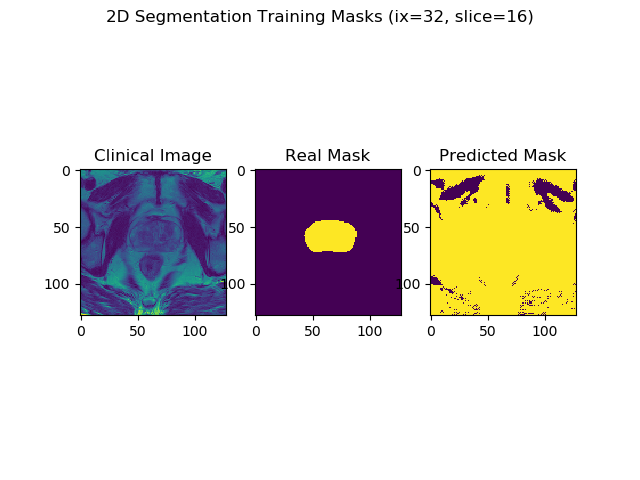 2D Segmentation Training Masks (ix=32, slice=16)
Clinical Image Real Mask Predicted Mask
0 0 0
50 50 50
100 100 100
0 50 100 0 50 100 0 50 100